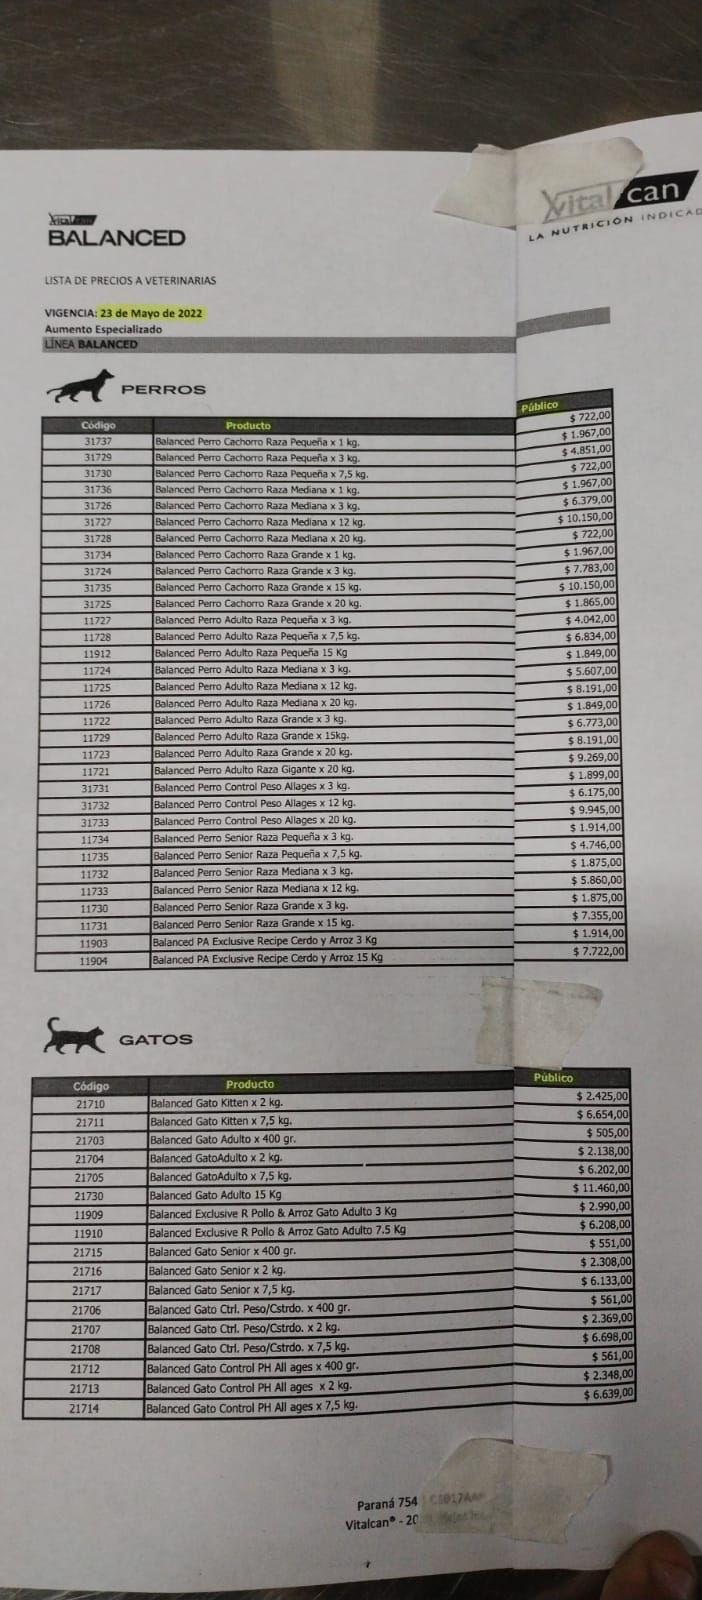 Vitalcan
BALANCED
Vitalcan
LA NUTRICIÓN
LISTA DE PRECIOS A VETERINARIAS
VIGENCIA: 23 de Mayo de 2022
Aumento Especializado
LÍNEA BALANCED
PERROS
Código Producto Público
31737 Balanced Perro Cachorro Raza Pequeña x 1 kg. $ 722,00
31729 Balanced Perro Cachorro Raza Pequeña x 3 kg. $ 1.967,00
31730 Balanced Perro Cachorro Raza Pequeña x 7,5 kg. $ 4.851,00
31736 Balanced Perro Cachorro Raza Mediana x 1 kg. $ 722,00
31726 Balanced Perro Cachorro Raza Mediana x 3 kg. $ 1.967,00
31727 Balanced Perro Cachorro Raza Mediana x 12 kg. $ 6.379,00
31728 Balanced Perro Cachorro Raza Mediana x 20 kg. $ 10.150,00
31734 Balanced Perro Cachorro Raza Grande x 1 kg. $ 722,00
31724 Balanced Perro Cachorro Raza Grande x 3 kg. $ 1.967,00
31735 Balanced Perro Cachorro Raza Grande x 15 kg. $ 7.783,00
31725 Balanced Perro Cachorro Raza Grande x 20 kg. $ 10.150,00
11727 Balanced Perro Adulto Raza Pequeña x 3 kg. $ 1.865,00
11728 Balanced Perro Adulto Raza Pequeña x 7,5 kg. $ 4.042,00
11912 Balanced Perro Adulto Raza Pequeña 15 Kg $ 6.834,00
11724 Balanced Perro Adulto Raza Mediana x 3 kg. $ 1.849,00
11725 Balanced Perro Adulto Raza Mediana x 12 kg. $ 5.607,00
11726 Balanced Perro Adulto Raza Mediana x 20 kg. $ 8.191,00
11722 Balanced Perro Adulto Raza Grande x 3 kg. $ 1.849,00
11729 Balanced Perro Adulto Raza Grande x 15kg. $ 6.773,00
11723 Balanced Perro Adulto Raza Grande x 20 kg. $ 8.191,00
11721 Balanced Perro Adulto Raza Gigante x 20 kg. $ 9.269,00
31731 Balanced Perro Control Peso Allages x 3 kg. $ 1.899,00
31732 Balanced Perro Control Peso Allages x 12 kg. $ 6.175,00
31733 Balanced Perro Control Peso Allages x 20 kg. $ 9.945,00
11734 Balanced Perro Senior Raza Pequeña x 3 kg. $ 1.914,00
11735 Balanced Perro Senior Raza Pequeña x 7,5 kg. $ 4.746,00
11732 Balanced Perro Senior Raza Mediana x 3 kg. $ 1.875,00
11733 Balanced Perro Senior Raza Mediana x 12 kg. $ 5.860,00
11730 Balanced Perro Senior Raza Grande x 3 kg. $ 1.875,00
11731 Balanced Perro Senior Raza Grande x 15 kg. $ 7.355,00
11903 Balanced PA Exclusive Recipe Cerdo y Arroz 3 Kg $ 1.914,00
11904 Balanced PA Exclusive Recipe Cerdo y Arroz 15 Kg $ 7.722,00
GATOS
Código Producto Público
21710 Balanced Gato Kitten x 2 kg. $ 2.425,00
21711 Balanced Gato Kitten x 7,5 kg. $ 6.654,00
21703 Balanced Gato Adulto x 400 gr. $ 505,00
21704 Balanced GatoAdulto x 2 kg. $ 2.138,00
21705 Balanced GatoAdulto x 7,5 kg. $ 6.202,00
21730 Balanced Gato Adulto 15 Kg $ 11.460,00
11909 Balanced Exclusive R Pollo & Arroz Gato Adulto 3 Kg $ 2.990,00
11910 Balanced Exclusive R Pollo & Arroz Gato Adulto 7.5 Kg $ 6.208,00
21715 Balanced Gato Senior x 400 gr. $ 551,00
21716 Balanced Gato Senior x 2 kg. $ 2.308,00
21717 Balanced Gato Senior x 7,5 kg. $ 6.133,00
21706 Balanced Gato Ctrl. Peso/Cstrdo. x 400 gr. $ 561,00
21707 Balanced Gato Ctrl. Peso/Cstrdo. x 2 kg. $ 2.369,00
21708 Balanced Gato Ctrl. Peso/Cstrdo. x 7,5 kg. $ 6.698,00
21712 Balanced Gato Control PH All ages x 400 gr. $ 561,00
21713 Balanced Gato Control PH All ages x 2 kg. $ 2.348,00
21714 Balanced Gato Control PH All ages x 7,5 kg. $ 6.639,00
Paraná 754
Vitalcan® - 20